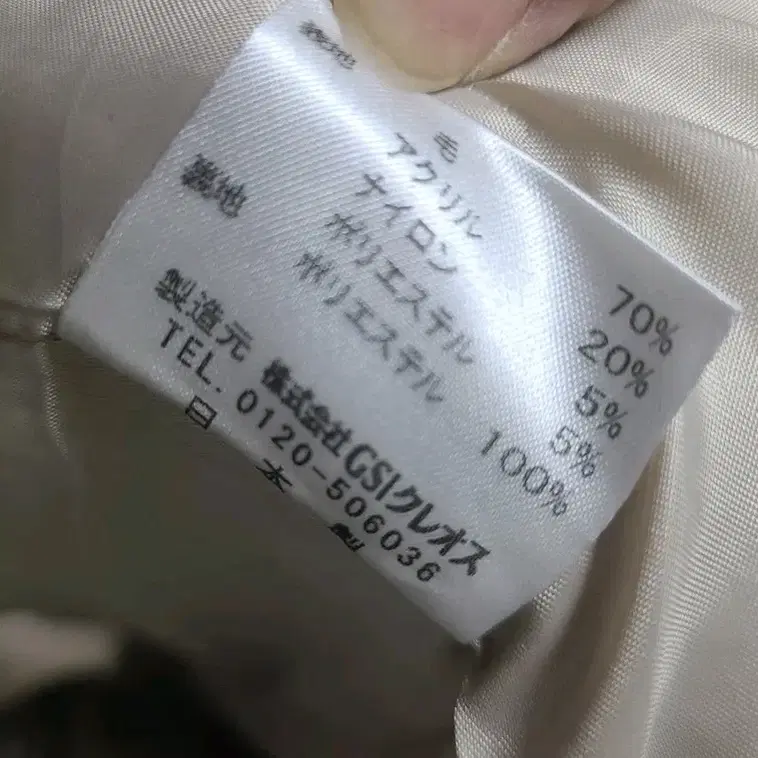 毛 70%
アクリル 20%
ナイロン 5%
ポリエステル 5%
裏地 ポリエステル 100%
製造元 株式会社GSIクレオス
TEL. 0120-506036
日本製